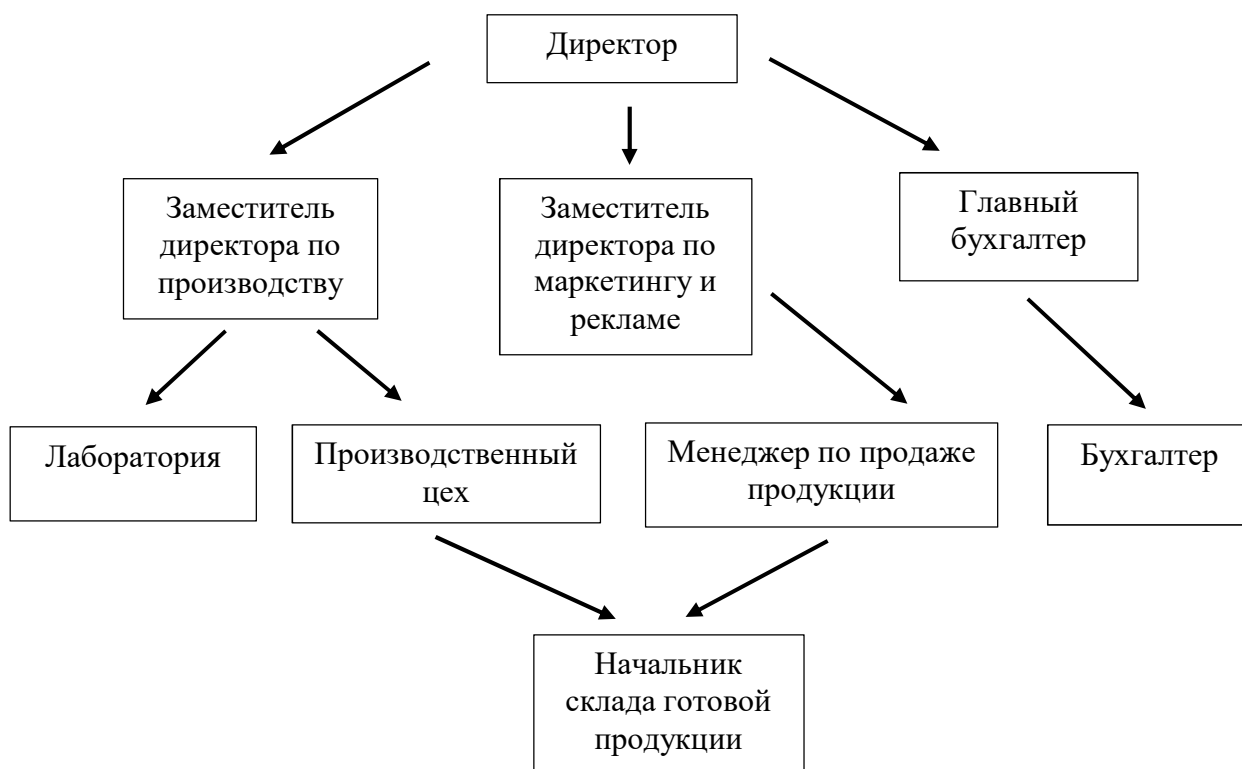 Директор
Заместитель
директора по
производству
Заместитель
директора по
маркетингу и
рекламе
Главный
бухгалтер
Лаборатория
Производственный
цех
Менеджер по продаже
продукции
Бухгалтер
Начальник
склада готовой
продукции